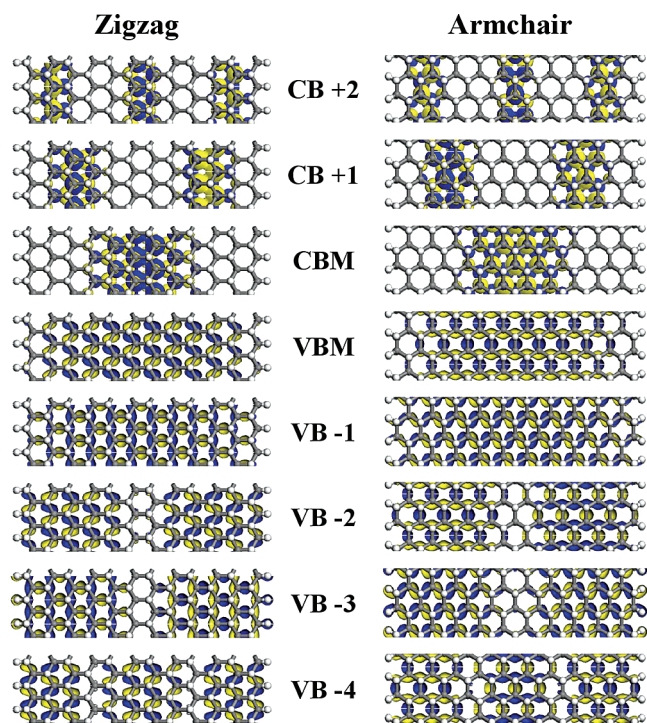 Zigzag Armchair
CB +2
CB +1
CBM
VBM
VB -1
VB -2
VB -3
VB -4